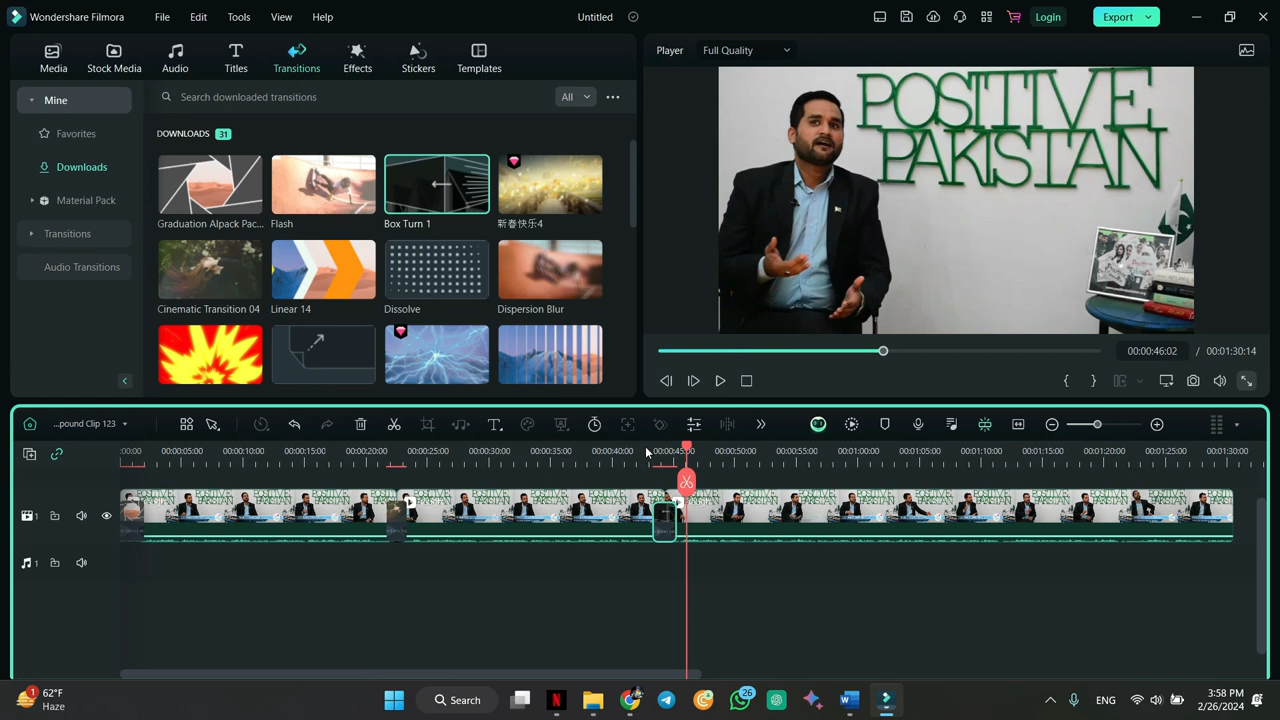 Wondershare Filmora File Edit Tools View Help Untitled Login Export
Media Stock Media Audio Titles Transitions Effects Stickers Templates
Player Full Quality
Mine
Favorites
Downloads
Material Pack
Transitions
Audio Transitions
Search downloaded transitions All
DOWNLOADS 31
Graduation Alpack Pac... Flash Box Turn 1 新春快乐4
Cinematic Transition 04 Linear 14 Dissolve Dispersion Blur
POSITIVE
PAKISTAN
00:00:46:02 / 00:01:30:14
...pound Clip 123
:00:00 00:00:05:00 00:00:10:00 00:00:15:00 00:00:20:00 00:00:25:00 00:00:30:00 00:00:35:00 00:00:40:00 00:00:45:00 00:00:50:00 00:00:55:00 00:01:00:00 00:01:05:00 00:01:10:00 00:01:15:00 00:01:20:00 00:01:25:00 00:01:30:00
1
1
1
62°F
Haze
Search
26
ENG
3:58 PM
2/26/2024